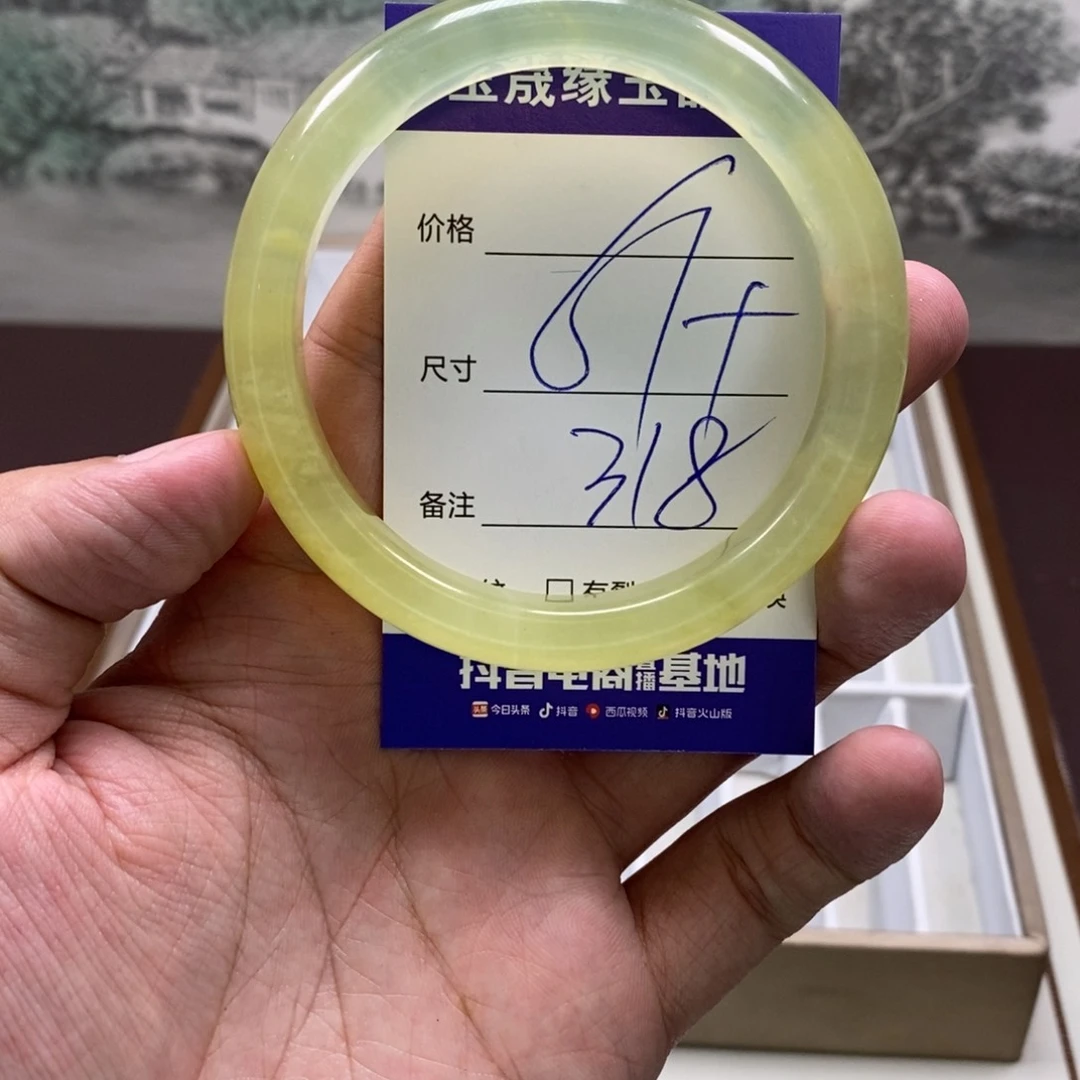 玉成缘玉器
价格
尺寸
318
备注
抖音电商直播基地
今日头条 抖音 西瓜视频 抖音火山版